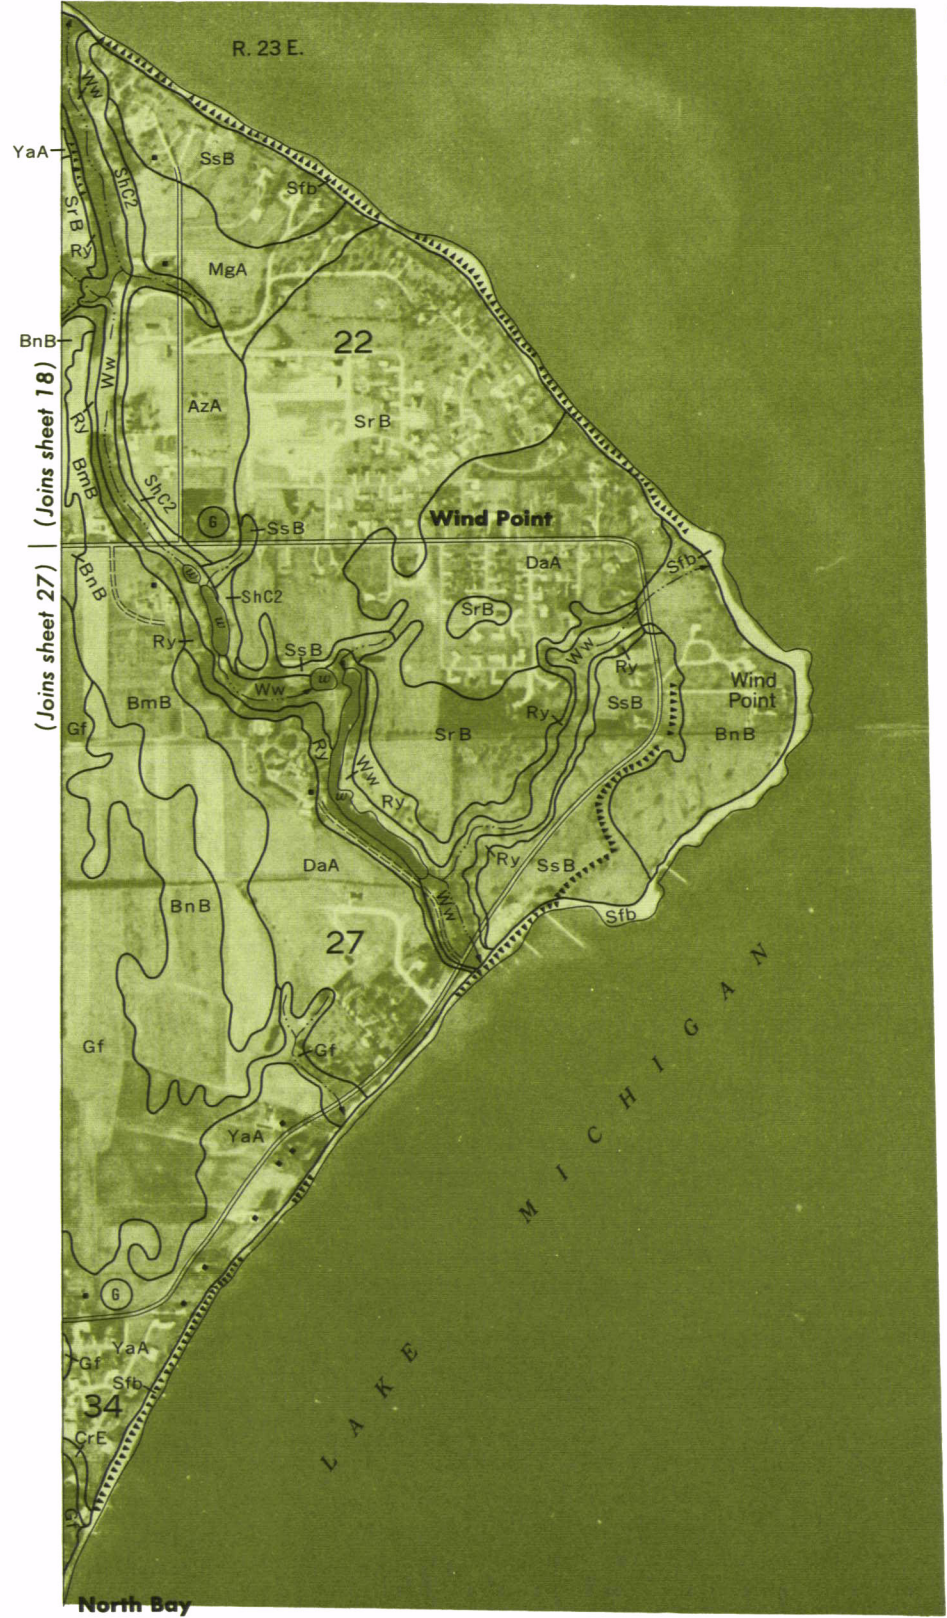 R. 23 E.
Ww
YaA
SsB
ShC2
Sfb
SrB
Ry
MgA
BnB
22
Ww
(Joins sheet 18)
AzA
Ry
SrB
BmB
ShC2
6
SsB
Wind Point
DaA
Sfb
(Joins sheet 27)
BnB
w
ShC2
SrB
w
Ry
SsB
Ww
Ry
w
Ww
Wind
Point
BmB
SsB
Ry
Gf
SrB
BnB
Ry
Ww
w
Ry
DaA
Ry
SsB
BnB
Ww
Sfb
27
Gf
Gf
YaA
LAKE MICHIGAN
6
YaA
Gf
Sfb
34
CrE
Gf
North Bay